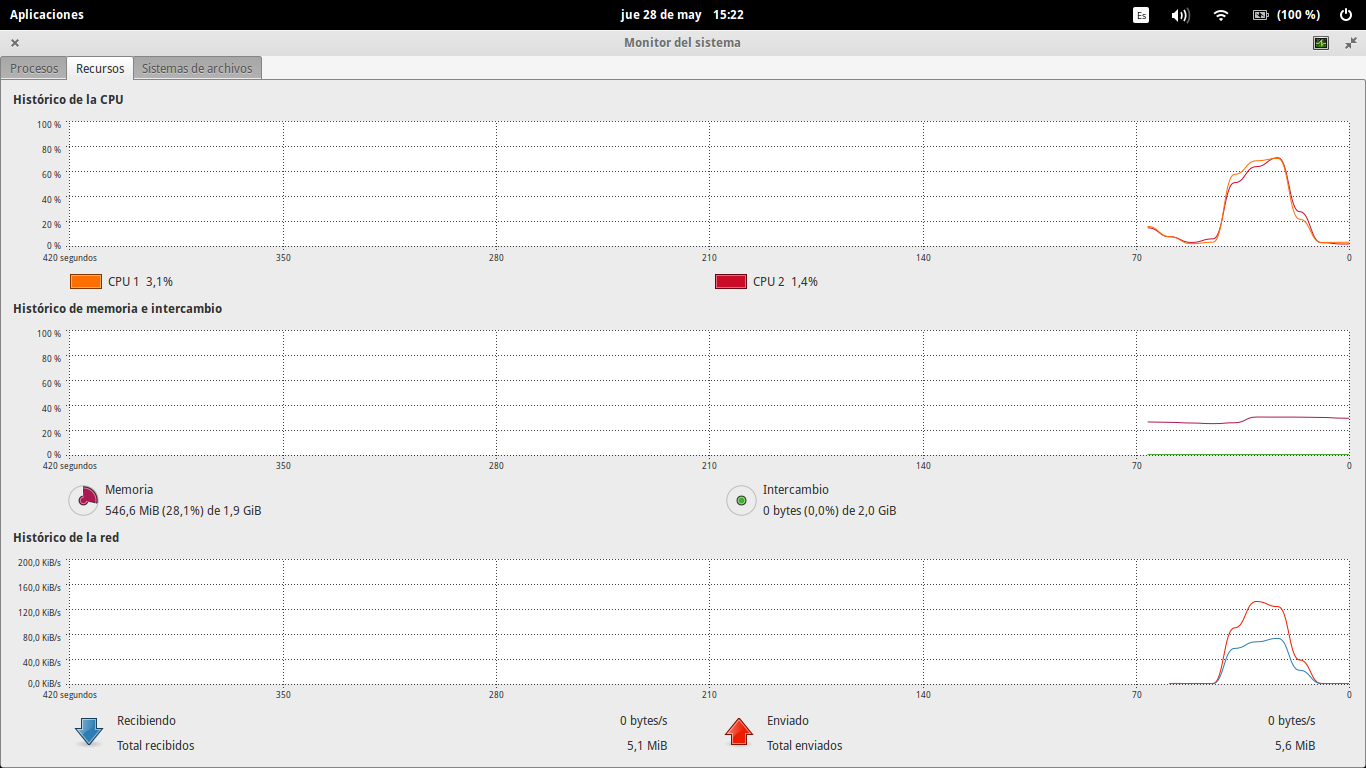 Aplicaciones jue 28 de may 15:22 Es (100 %)
Monitor del sistema
Procesos Recursos Sistemas de archivos
Histórico de la CPU
100 %
80 %
60 %
40 %
20 %
0 %
420 segundos 350 280 210 140 70 0
CPU 1 3,1% CPU 2 1,4%
Histórico de memoria e intercambio
100 %
80 %
60 %
40 %
20 %
0 %
420 segundos 350 280 210 140 70 0
Memoria Intercambio
546,6 MiB (28,1%) de 1,9 GiB 0 bytes (0,0%) de 2,0 GiB
Histórico de la red
200,0 KiB/s
160,0 KiB/s
120,0 KiB/s
80,0 KiB/s
40,0 KiB/s
0,0 KiB/s
420 segundos 350 280 210 140 70 0
Recibiendo 0 bytes/s Enviado 0 bytes/s
Total recibidos 5,1 MiB Total enviados 5,6 MiB